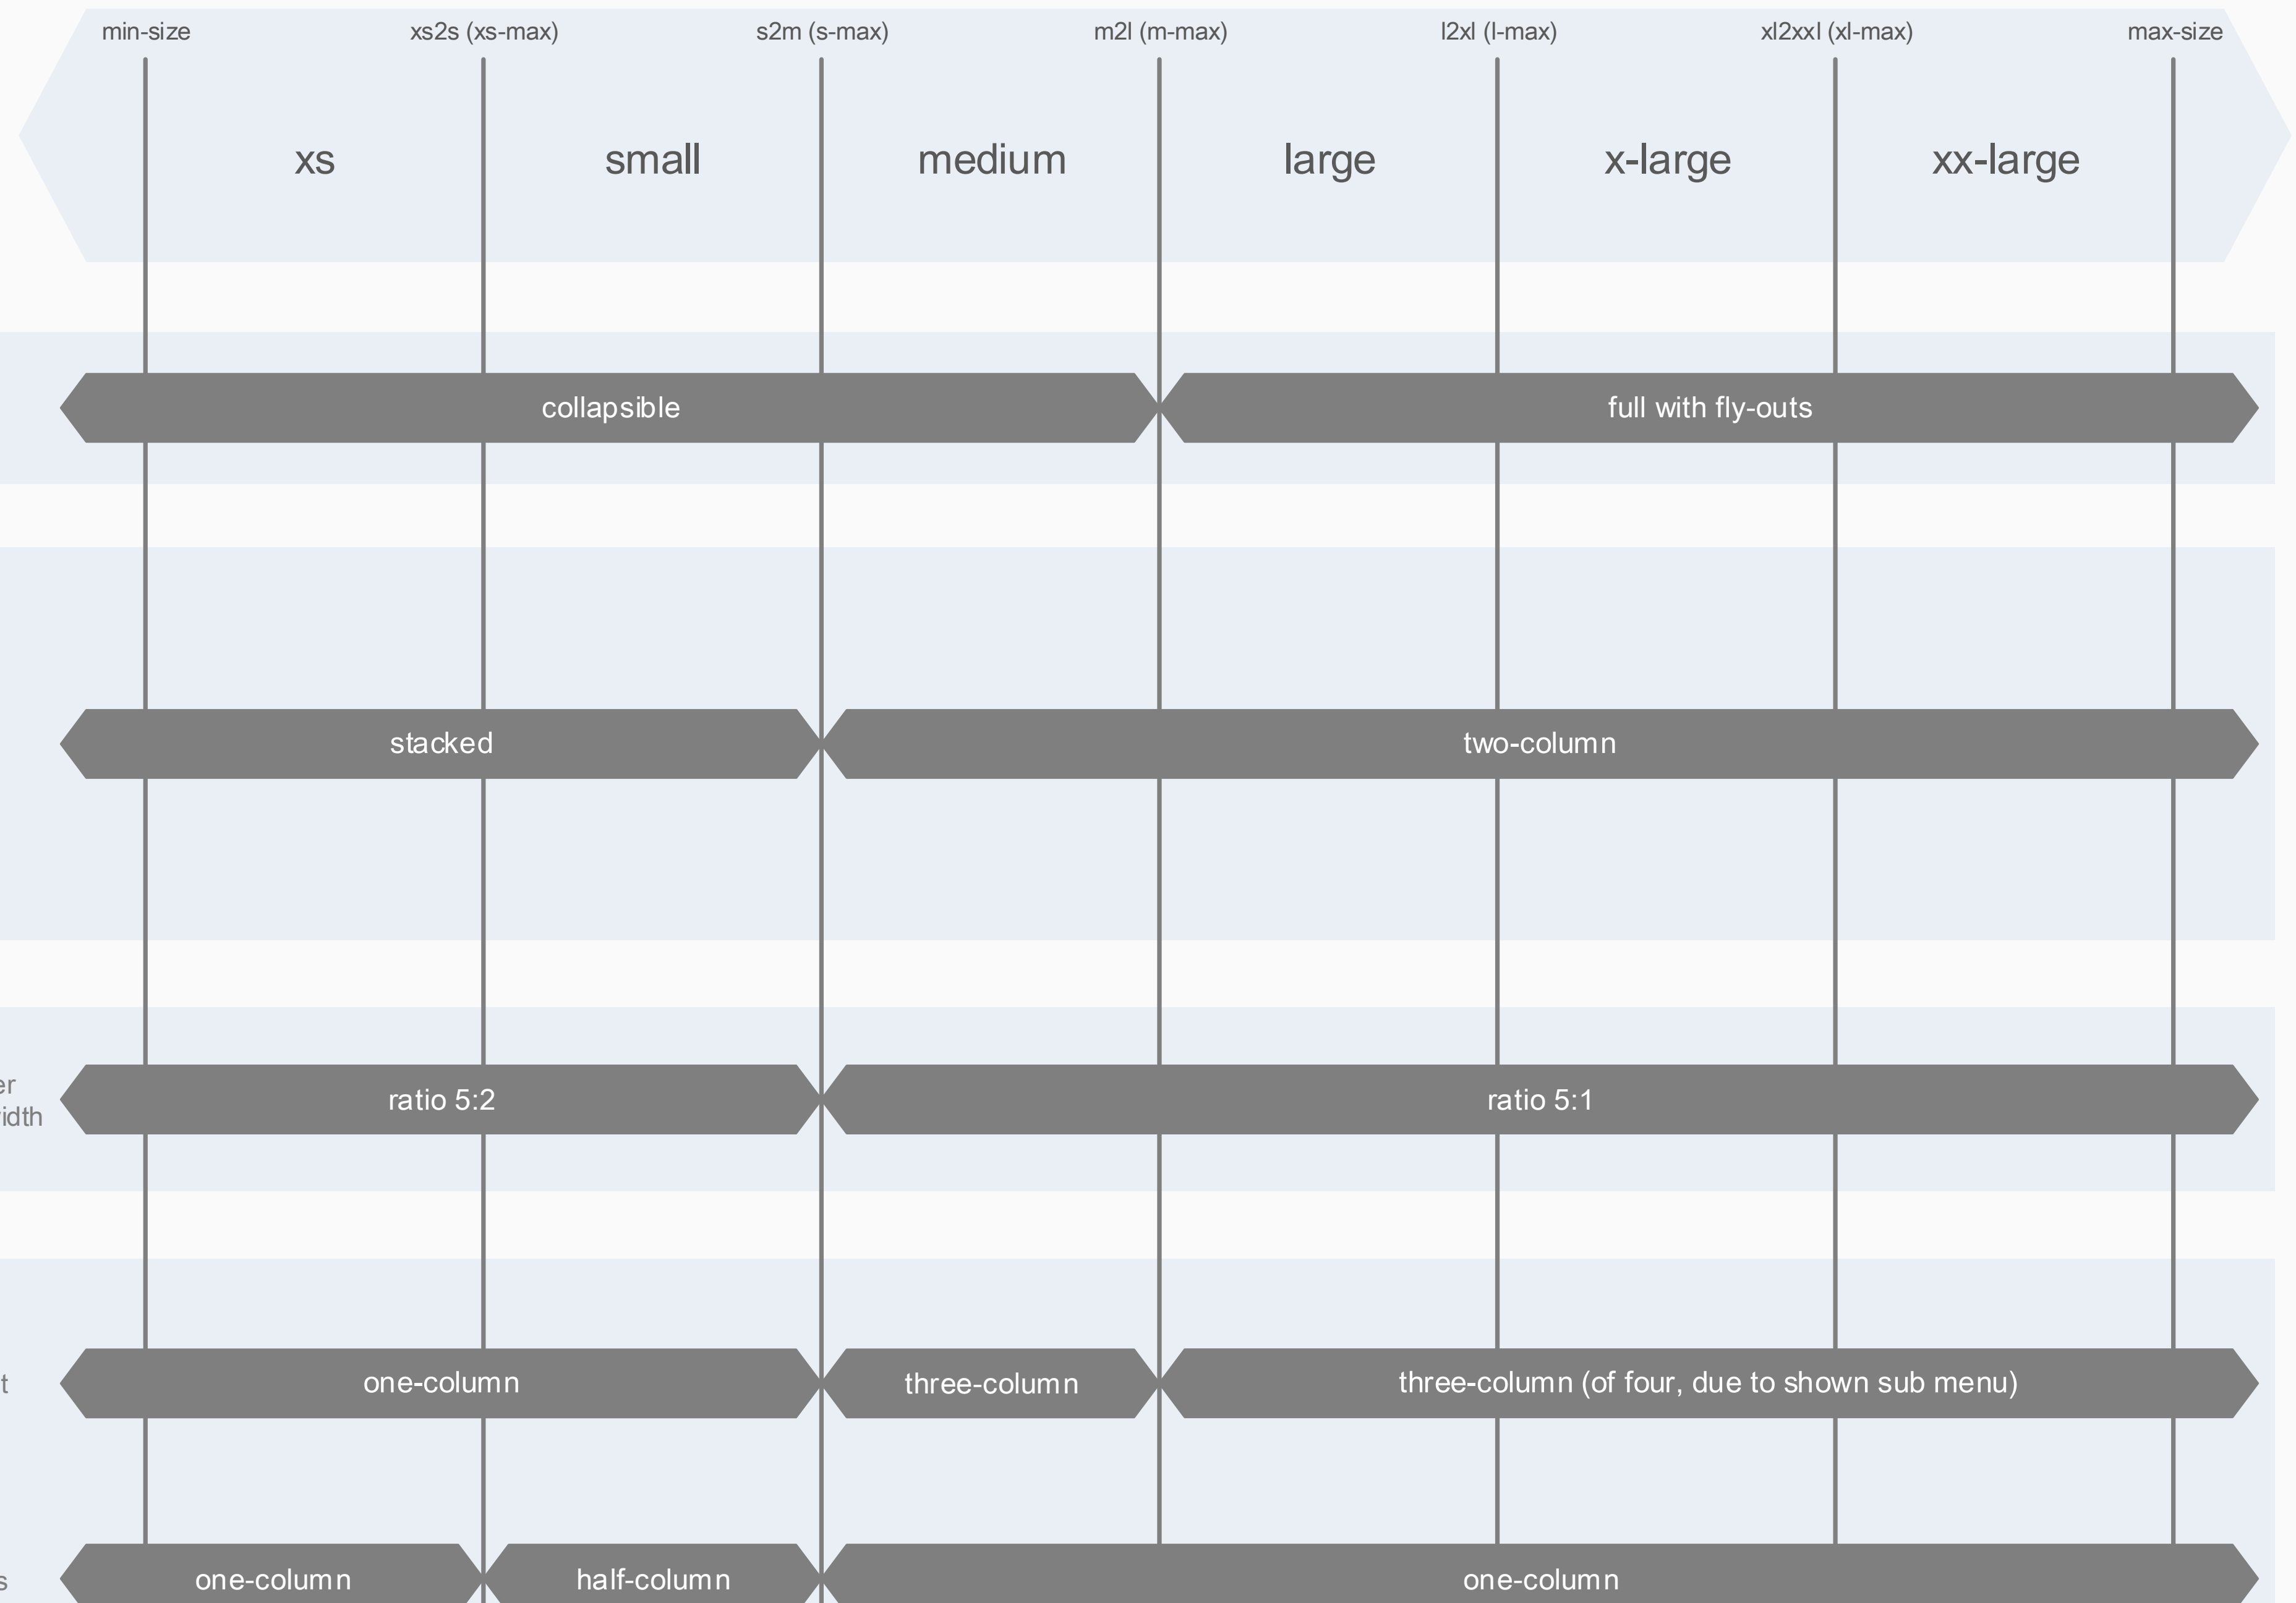 min-size xs2s (xs-max) s2m (s-max) m2l (m-max) l2xl (l-max) xl2xxl (xl-max) max-size
xs small medium large x-large xx-large
collapsible full with fly-outs
stacked two-column
er
idth
ratio 5:2 ratio 5:1
t one-column three-column three-column (of four, due to shown sub menu)
s one-column half-column one-column